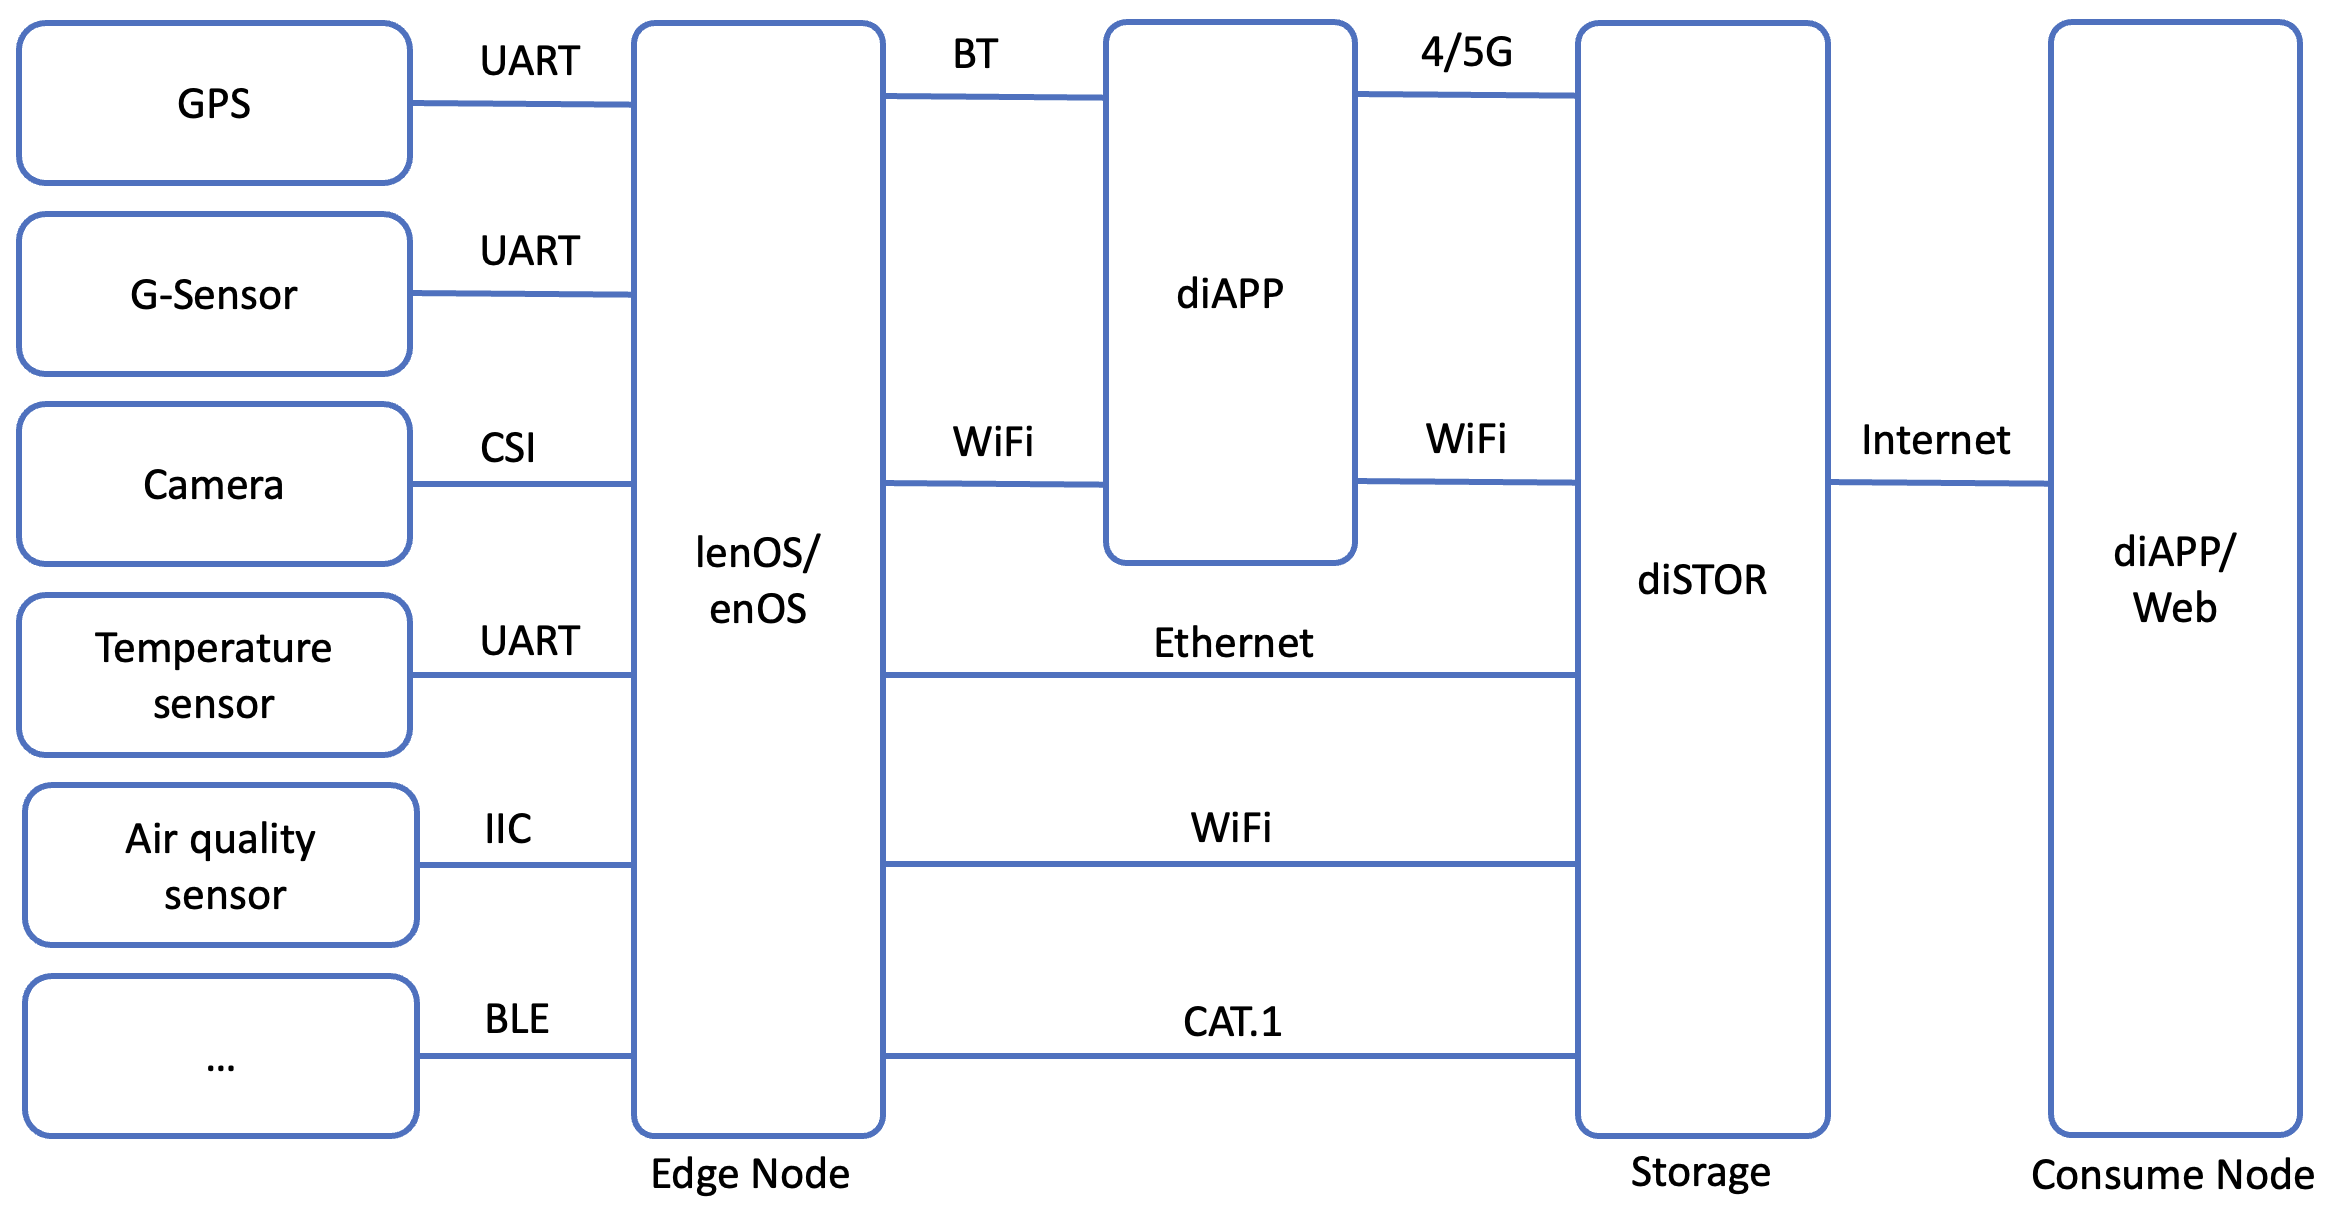 GPS
UART
G-Sensor
UART
Camera
CSI
Temperature
sensor
UART
Air quality
sensor
IIC
...
BLE
lenOS/
enOS
Edge Node
BT
WiFi
diAPP
4/5G
WiFi
Ethernet
WiFi
CAT.1
diSTOR
Storage
Internet
diAPP/
Web
Consume Node